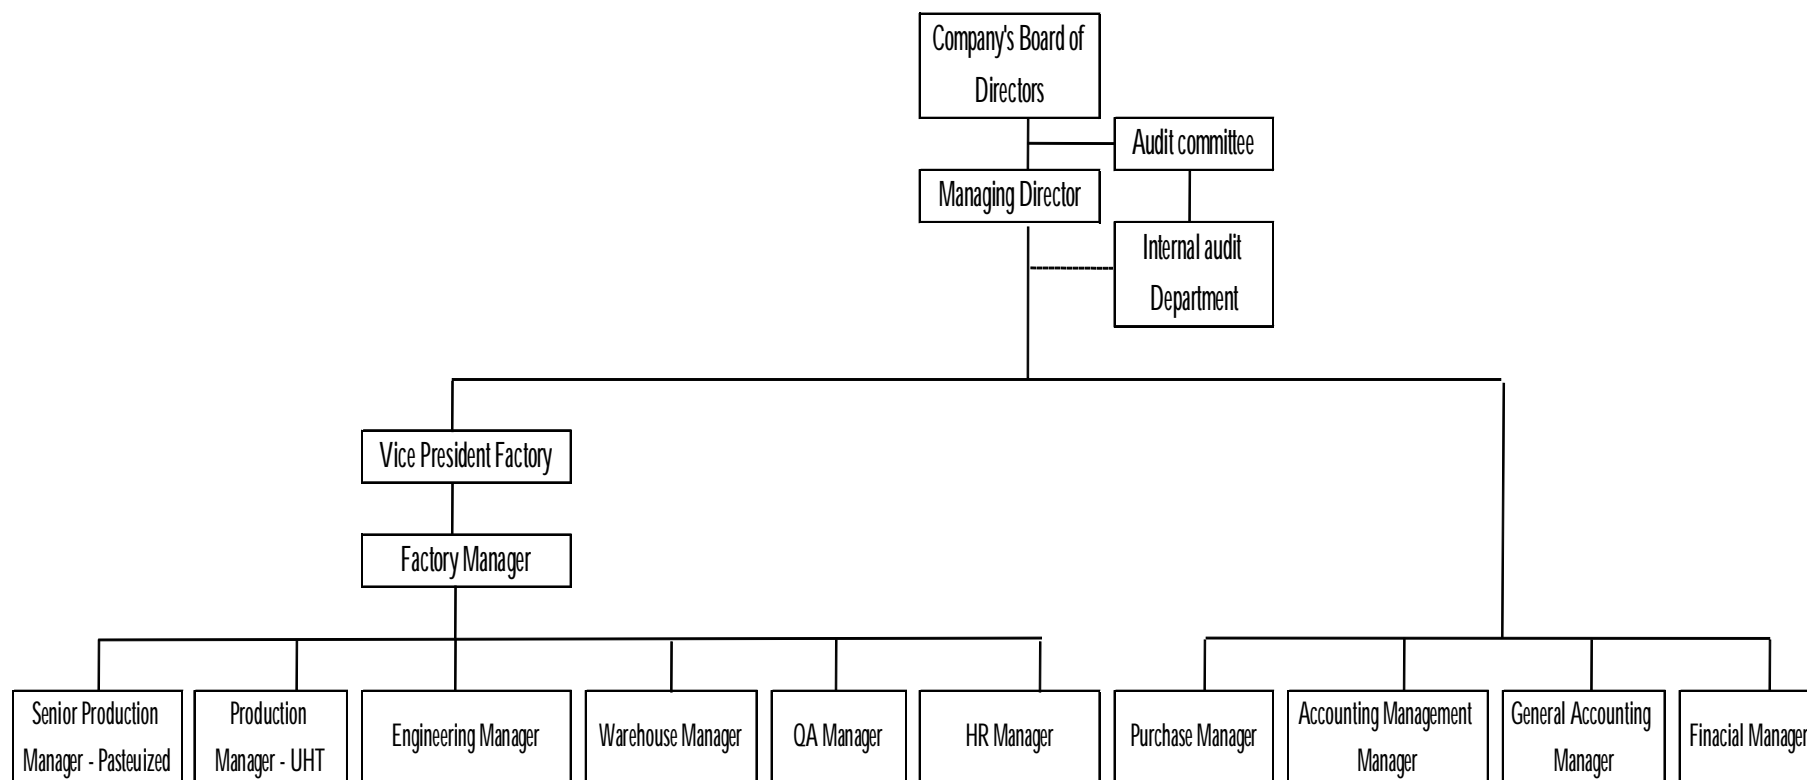 Company's Board of
Directors
Audit committee
Managing Director
Internal audit
Department
Vice President Factory
Factory Manager
Senior Production
Manager - Pasteuized
Production
Manager - UHT
Engineering Manager
Warehouse Manager
QA Manager
HR Manager
Purchase Manager
Accounting Management
Manager
General Accounting
Manager
Finacial Manager